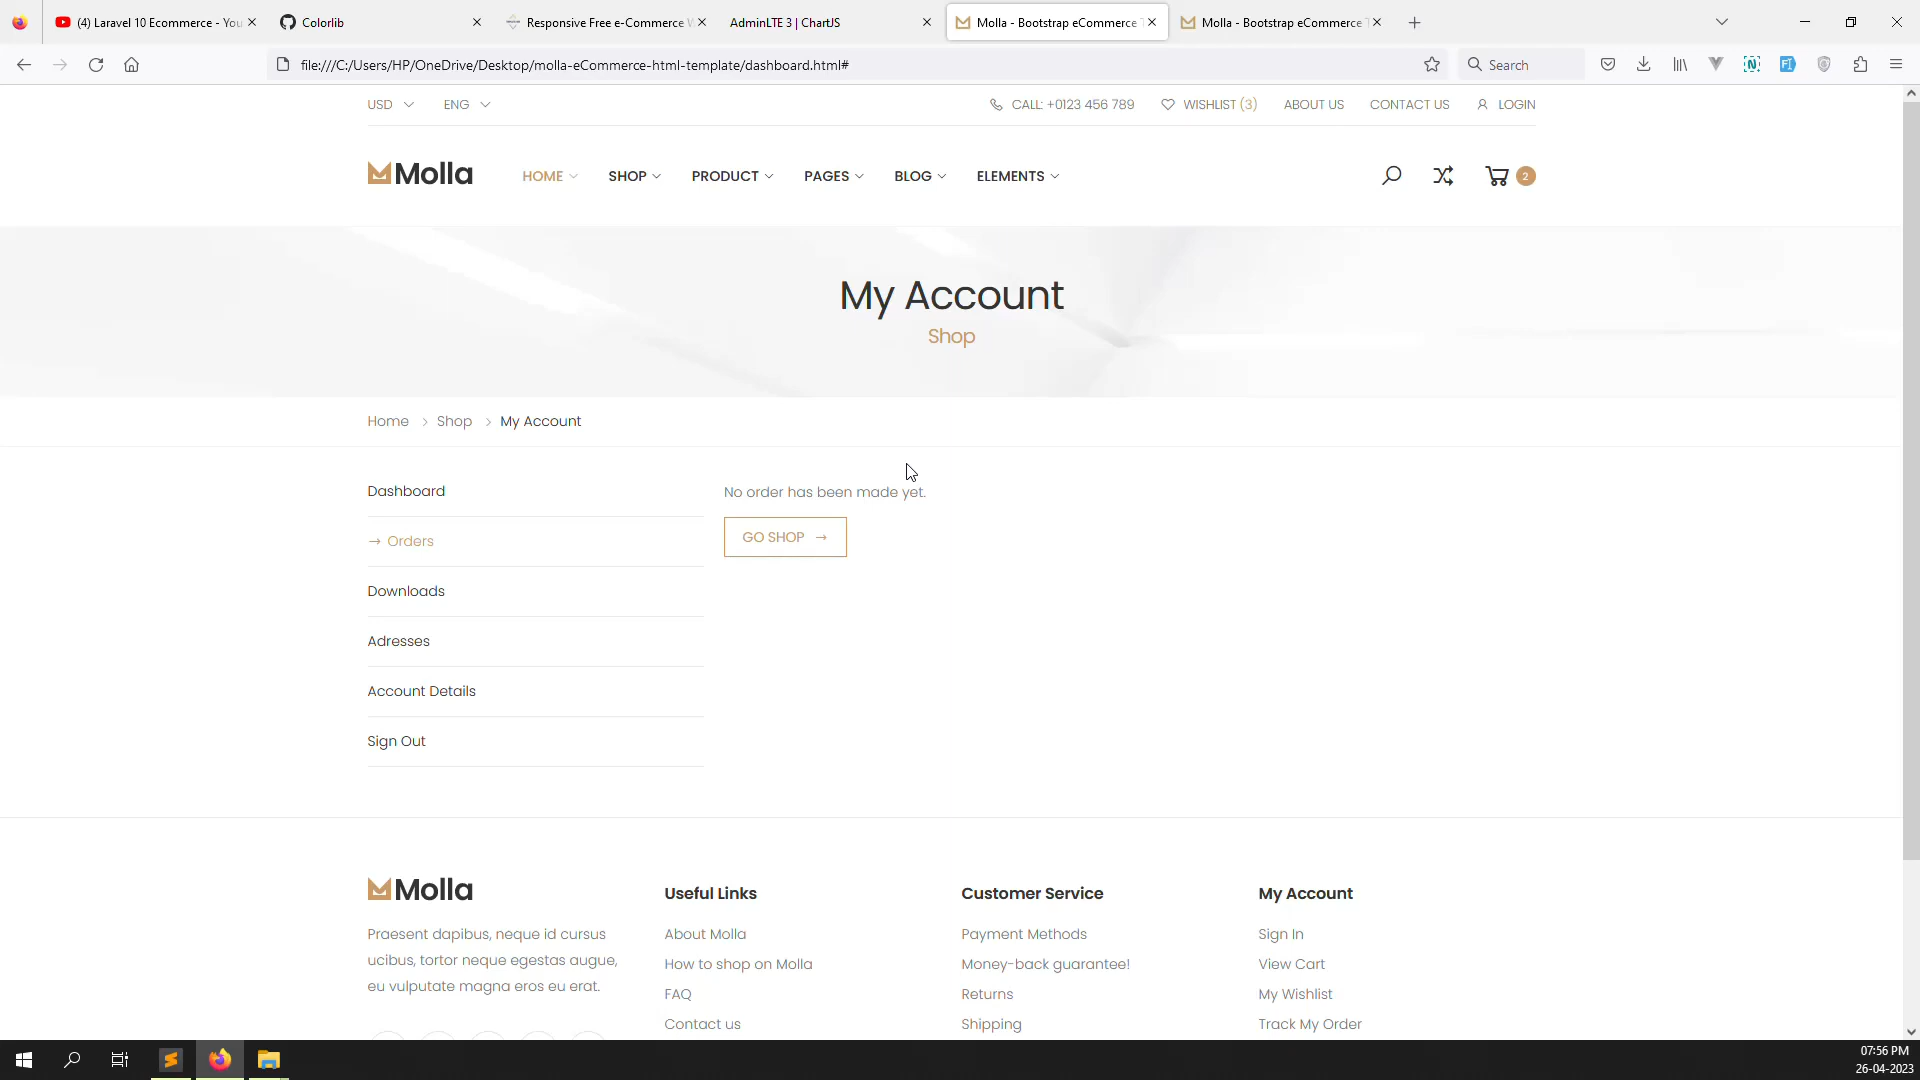 (4) Laravel 10 Ecommerce - You
Colorlib
Responsive Free e-Commerce W
AdminLTE 3 | ChartJS
Molla - Bootstrap eCommerce T
Molla - Bootstrap eCommerce T
file:///C:/Users/HP/OneDrive/Desktop/molla-eCommerce-html-template/dashboard.html#
Search
USD
ENG
CALL: +0123 456 789
WISHLIST (3)
ABOUT US
CONTACT US
LOGIN
Molla
HOME
SHOP
PRODUCT
PAGES
BLOG
ELEMENTS
2
My Account
Shop
Home > Shop > My Account
Dashboard
→ Orders
Downloads
Adresses
Account Details
Sign Out
No order has been made yet.
GO SHOP →
Molla
Praesent dapibus, neque id cursus
ucibus, tortor neque egestas augue,
eu vulputate magna eros eu erat.
Useful Links
About Molla
How to shop on Molla
FAQ
Contact us
Customer Service
Payment Methods
Money-back guarantee!
Returns
Shipping
My Account
Sign In
View Cart
My Wishlist
Track My Order
07:56 PM
26-04-2023